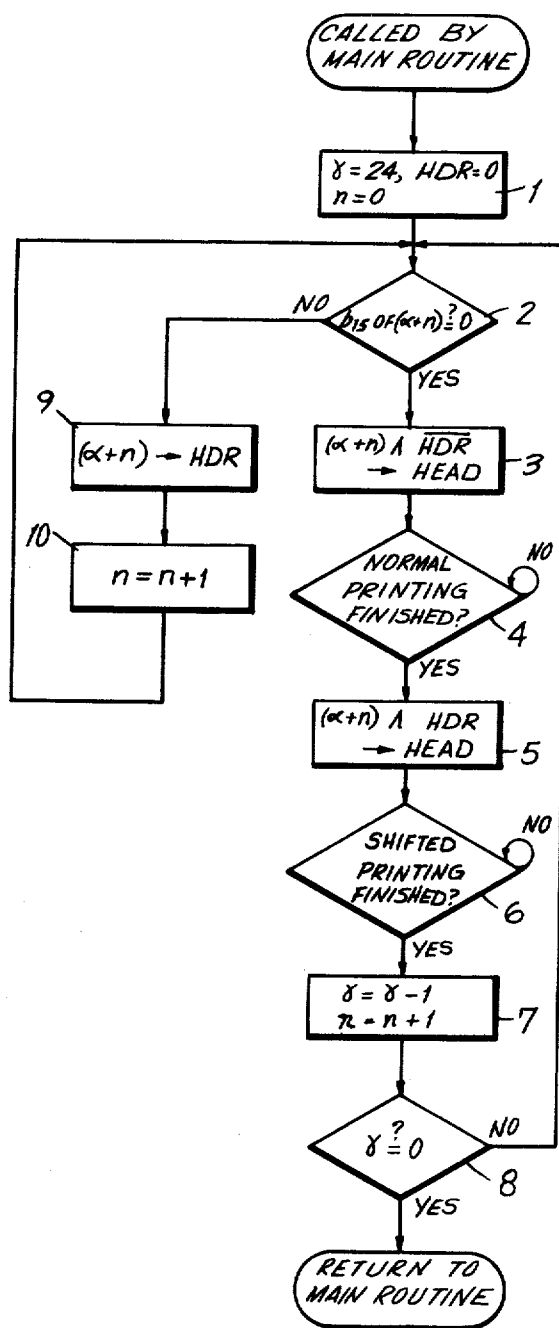 CALLED BY
MAIN ROUTINE
γ=24, HDR=0
n=0
1
NO
b15 OF(α+n)≟0
2
YES
9
(α+n) → HDR
(α+n) ∧ H̅D̅R̅
→ HEAD
3
10
n=n+1
NORMAL
PRINTING
FINISHED?
NO
4
YES
(α+n) ∧ HDR
→ HEAD
5
SHIFTED
PRINTING
FINISHED?
NO
6
YES
γ = γ-1
n = n+1
7
γ ≟ 0
NO
8
YES
RETURN TO
MAIN ROUTINE